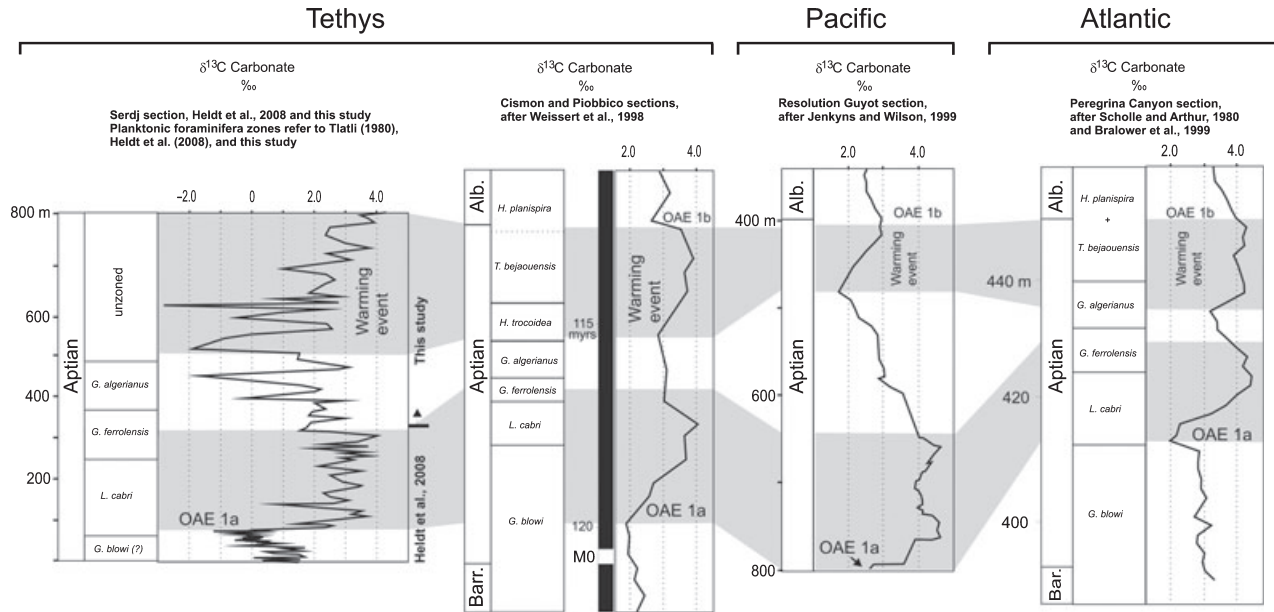 Tethys
Pacific
Atlantic
δ13C Carbonate
‰
Serdj section, Heldt et al., 2008 and this study
Planktonic foraminifera zones refer to Tlatli (1980),
Heldt et al. (2008), and this study
δ13C Carbonate
‰
Cismon and Piobbico sections,
after Weissert et al., 1998
δ13C Carbonate
‰
Resolution Guyot section,
after Jenkyns and Wilson, 1999
δ13C Carbonate
‰
Peregrina Canyon section,
after Scholle and Arthur, 1980
and Bralower et al., 1999
−2.0 0 2.0 4.0
800 m
600
400
200
Aptian
unzoned
G. algerianus
G. ferrolensis
L. cabri
G. blowi (?)
OAE 1a
Warming
event
This study
Heldt et al., 2008
2.0 4.0
Alb.
Aptian
Barr.
H. planispira
T. bejaouensis
H. trocoidea
G. algerianus
G. ferrolensis
L. cabri
G. blowi
115
myrs
120
M0
OAE 1b
Warming
event
OAE 1a
2.0 4.0
Alb.
Aptian
400 m
600
800
OAE 1b
Warming
event
OAE 1a
2.0 4.0
440 m
420
400
Alb.
Aptian
Bar.
H. planispira
+
T. bejaouensis
G. algerianus
G. ferrolensis
L. cabri
G. blowi
OAE 1b
Warming
event
OAE 1a